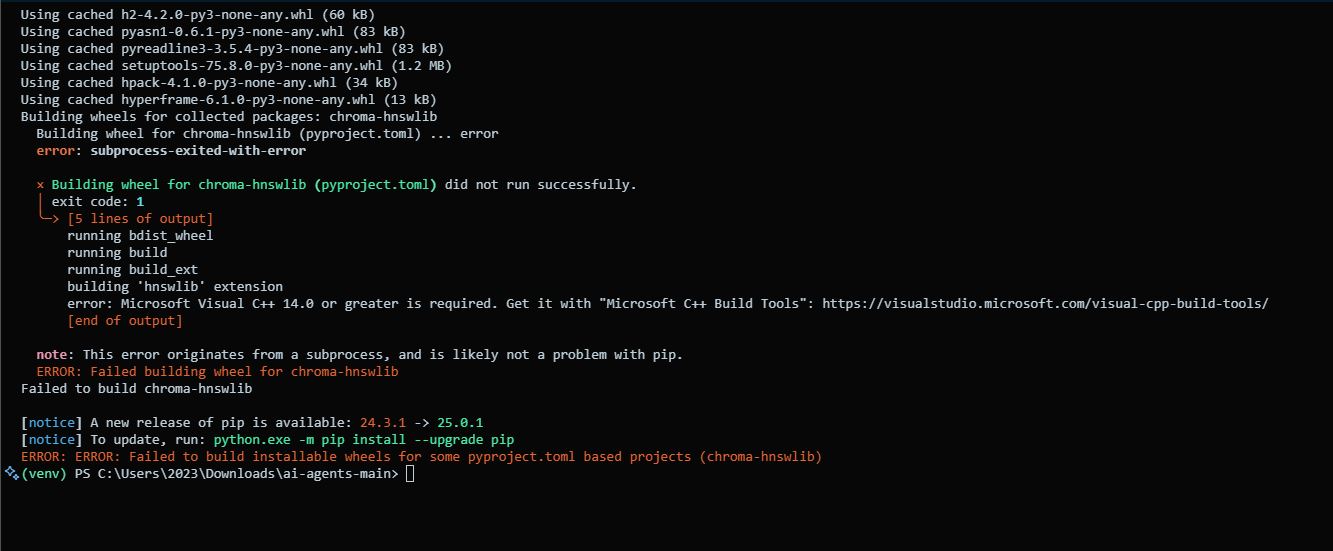 Using cached h2-4.2.0-py3-none-any.whl (60 kB)
Using cached pyasn1-0.6.1-py3-none-any.whl (83 kB)
Using cached pyreadline3-3.5.4-py3-none-any.whl (83 kB)
Using cached setuptools-75.8.0-py3-none-any.whl (1.2 MB)
Using cached hpack-4.1.0-py3-none-any.whl (34 kB)
Using cached hyperframe-6.1.0-py3-none-any.whl (13 kB)
Building wheels for collected packages: chroma-hnswlib
Building wheel for chroma-hnswlib (pyproject.toml) ... error
error: subprocess-exited-with-error
× Building wheel for chroma-hnswlib (pyproject.toml) did not run successfully.
│ exit code: 1
╰─> [5 lines of output]
running bdist_wheel
running build
running build_ext
building 'hnswlib' extension
error: Microsoft Visual C++ 14.0 or greater is required. Get it with "Microsoft C++ Build Tools": https://visualstudio.microsoft.com/visual-cpp-build-tools/
[end of output]
note: This error originates from a subprocess, and is likely not a problem with pip.
ERROR: Failed building wheel for chroma-hnswlib
Failed to build chroma-hnswlib
[notice] A new release of pip is available: 24.3.1 -> 25.0.1
[notice] To update, run: python.exe -m pip install --upgrade pip
ERROR: ERROR: Failed to build installable wheels for some pyproject.toml based projects (chroma-hnswlib)
(venv) PS C:\Users\2023\Downloads\ai-agents-main>